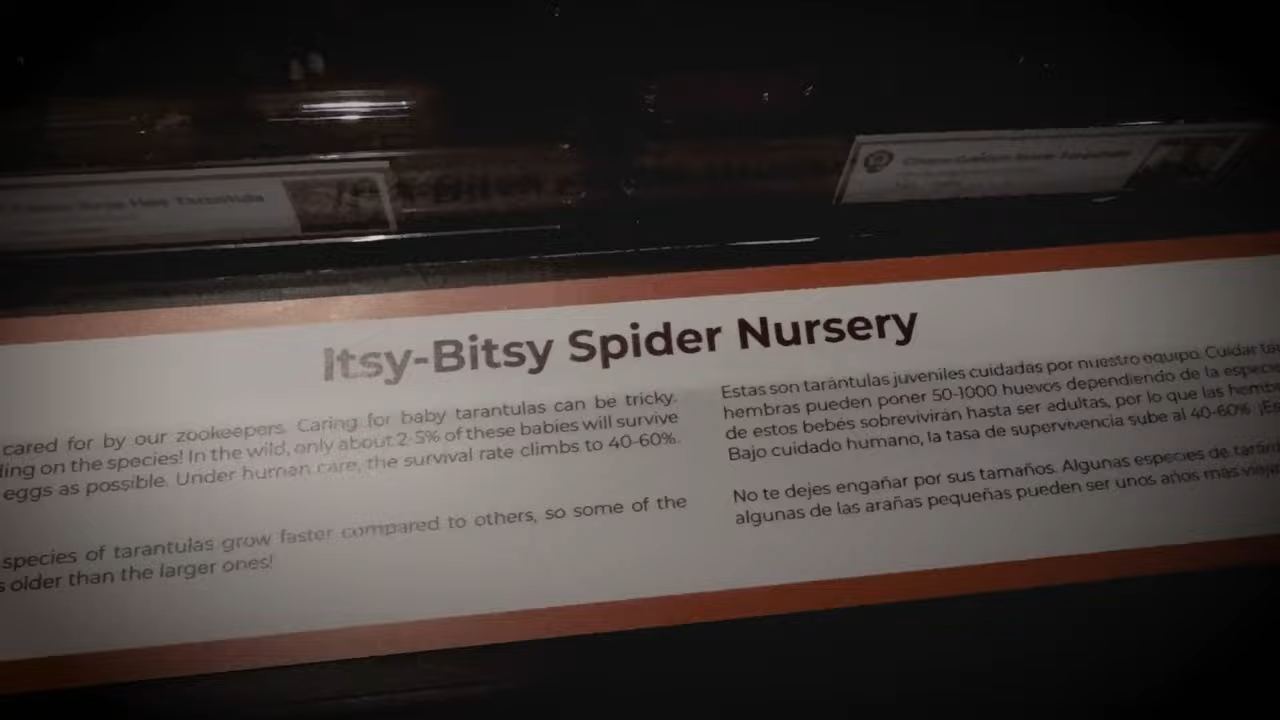 Itsy-Bitsy Spider Nursery
cared for by our zookeepers. Caring for baby tarantulas can be tricky.
ding on the species! In the wild, only about 2-5% of these babies will survive
eggs as possible. Under human care, the survival rate climbs to 40-60%.
species of tarantulas grow faster compared to others, so some of the
s older than the larger ones!
Estas son tarántulas juveniles cuidadas por nuestro equipo. Cuidar
hembras pueden poner 50-1000 huevos dependiendo de la especie
de estos bebés sobrevivirán hasta ser adultas, por lo que las
Bajo cuidado humano, la tasa de supervivencia sube al 40-60%.
No te dejes engañar por sus tamaños. Algunas especies de
algunas de las arañas pequeñas pueden ser unos años más